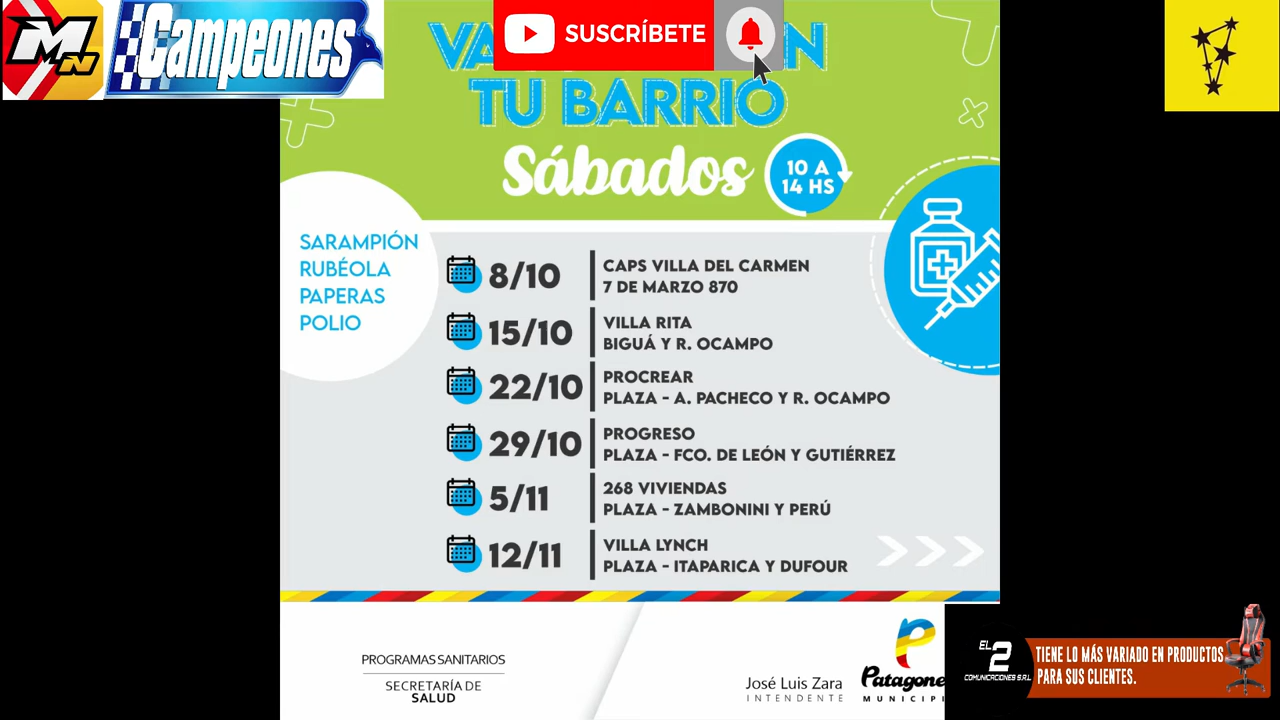 MN
Campeones
SUSCRÍBETE
TU BARRIO
Sábados
10 A
14 HS
SARAMPIÓN
RUBÉOLA
PAPERAS
POLIO
8/10
CAPS VILLA DEL CARMEN
7 DE MARZO 870
15/10
VILLA RITA
BIGUÁ Y R. OCAMPO
22/10
PROCREAR
PLAZA - A. PACHECO Y R. OCAMPO
29/10
PROGRESO
PLAZA - FCO. DE LEÓN Y GUTIÉRREZ
5/11
268 VIVIENDAS
PLAZA - ZAMBONINI Y PERÚ
12/11
VILLA LYNCH
PLAZA - ITAPARICA Y DUFOUR
PROGRAMAS SANITARIOS
SECRETARÍA DE
SALUD
José Luis Zara
INTENDENTE
Patagone
MUNICIPI
EL 2
COMUNICACIONES S.R.L
TIENE LO MÁS VARIADO EN PRODUCTOS
PARA SUS CLIENTES.